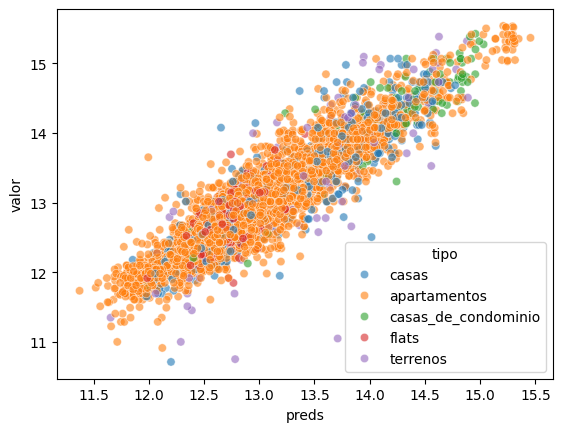 15
14
13
12
11
valor
11.5 12.0 12.5 13.0 13.5 14.0 14.5 15.0 15.5
preds
tipo
casas
apartamentos
casas_de_condominio
flats
terrenos